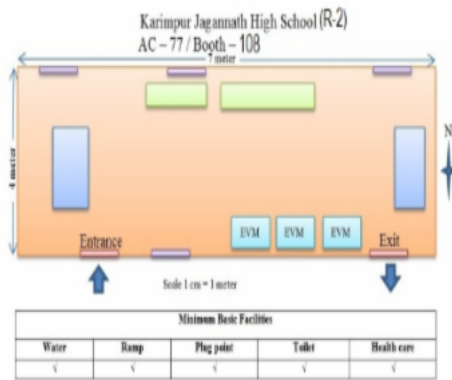 Karimpur Jagannath High School (R-2)
AC – 77 / Booth – 108
7 meter
4 meter
N
EVM EVM EVM
Entrance
Exit
Scale 1 cm = 1 meter
Minimum Basic Facilities
Water Ramp Plug point Toilet Health care
√ √ √ √ √